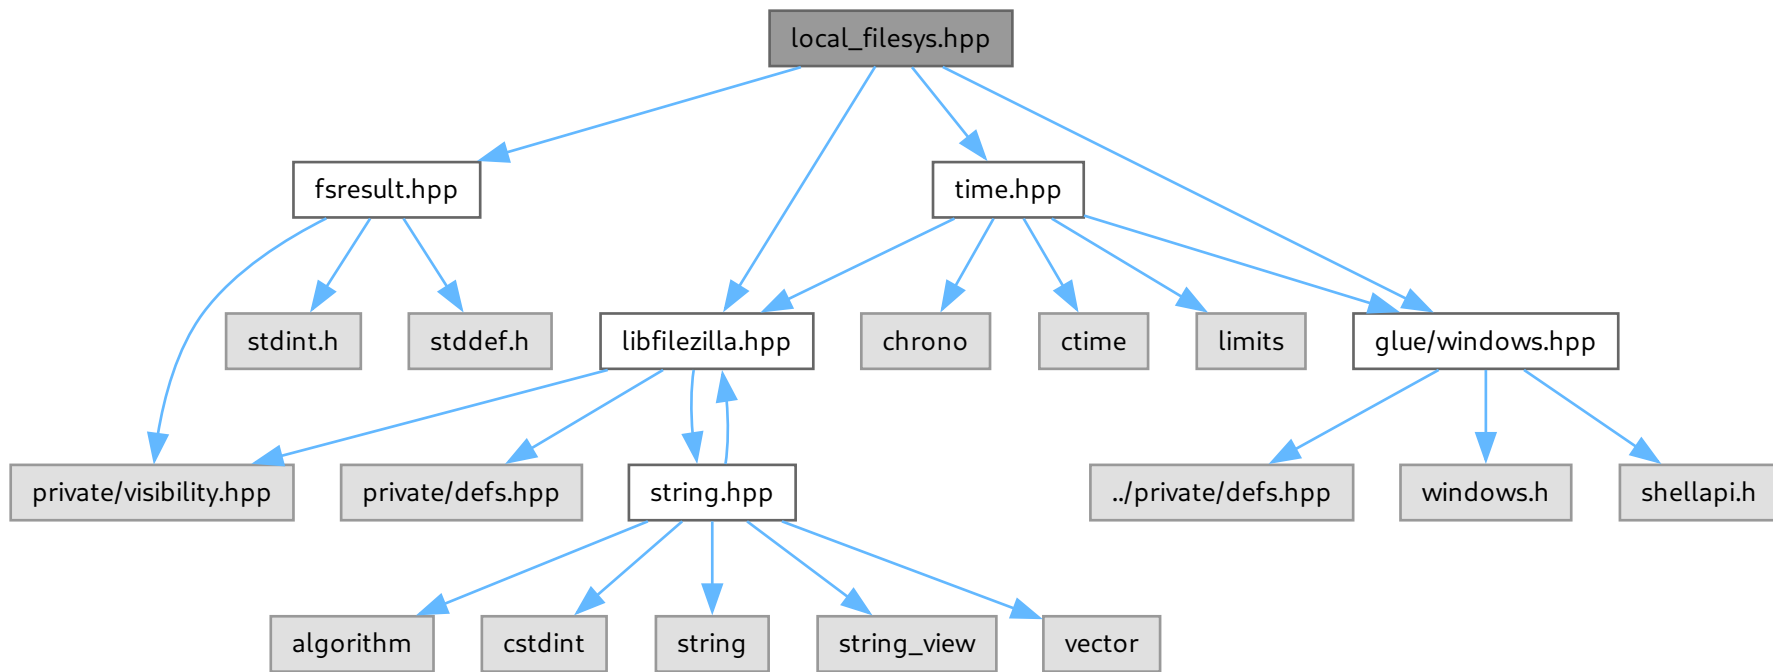 local_filesys.hpp
fsresult.hpp
time.hpp
stdint.h
stddef.h
libfilezilla.hpp
chrono
ctime
limits
glue/windows.hpp
private/visibility.hpp
private/defs.hpp
string.hpp
../private/defs.hpp
windows.h
shellapi.h
algorithm
cstdint
string
string_view
vector